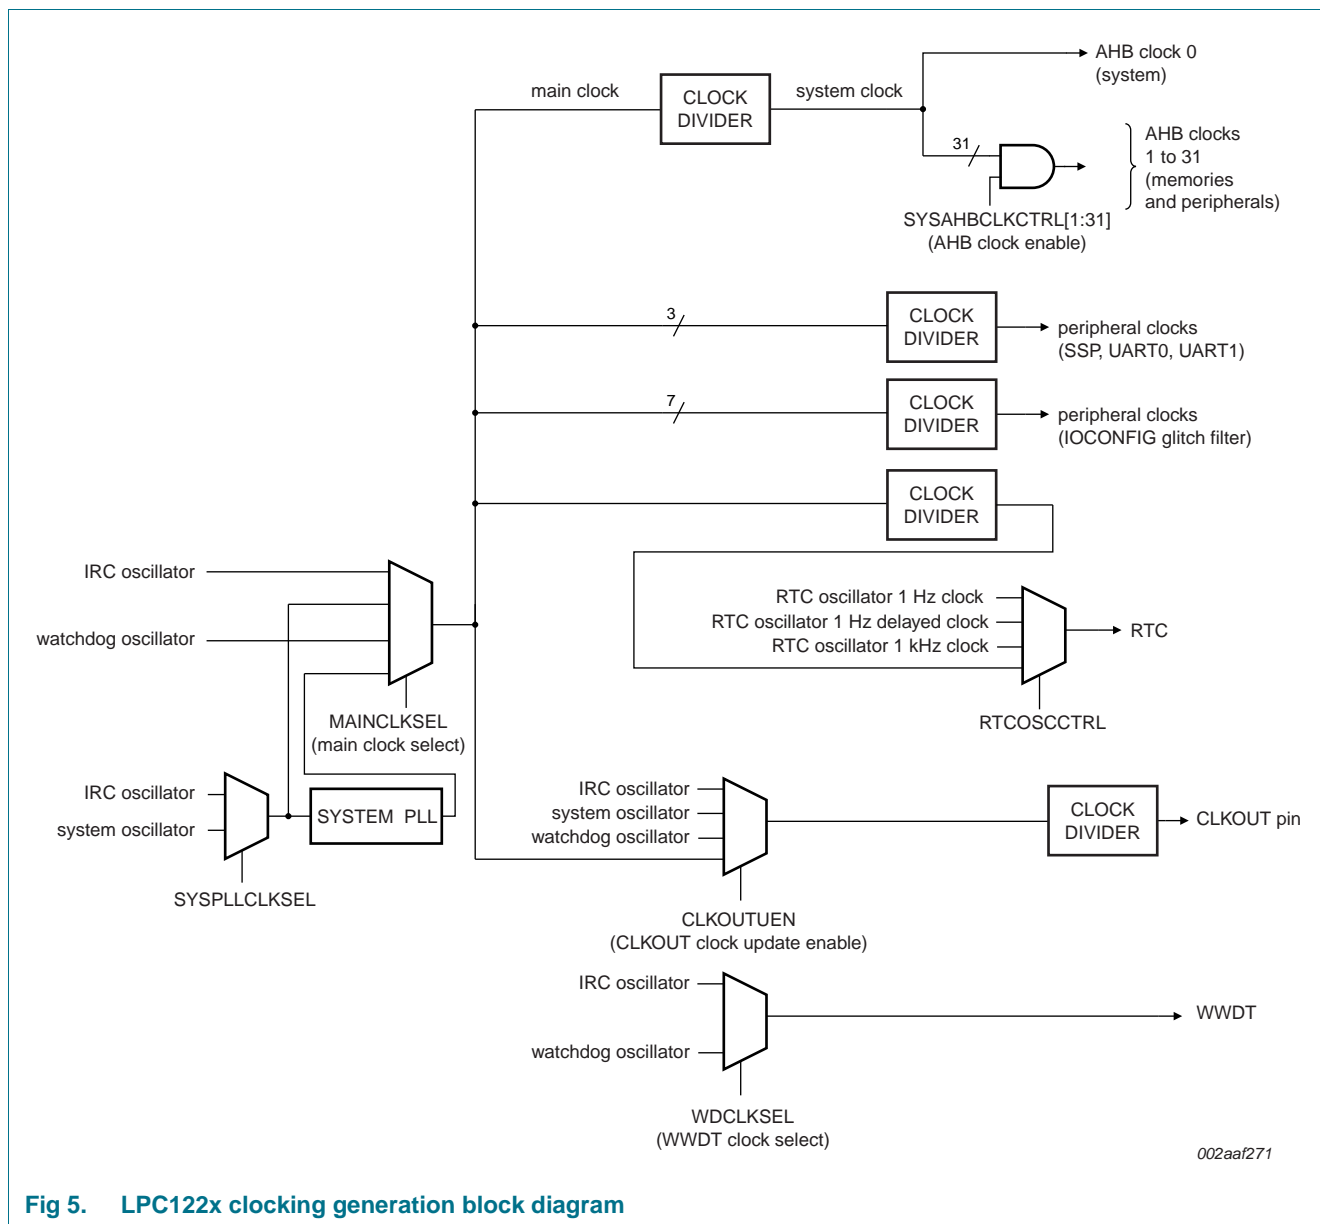 AHB clock 0
(system)
main clock
CLOCK
DIVIDER
system clock
31
AHB clocks
1 to 31
(memories
and peripherals)
SYSAHBCLKCTRL[1:31]
(AHB clock enable)
3
CLOCK
DIVIDER
peripheral clocks
(SSP, UART0, UART1)
7
CLOCK
DIVIDER
peripheral clocks
(IOCONFIG glitch filter)
CLOCK
DIVIDER
IRC oscillator
watchdog oscillator
MAINCLKSEL
(main clock select)
RTC oscillator 1 Hz clock
RTC oscillator 1 Hz delayed clock
RTC oscillator 1 kHz clock
RTC
RTCOSCCTRL
IRC oscillator
system oscillator
SYSTEM PLL
SYSPLLCLKSEL
IRC oscillator
system oscillator
watchdog oscillator
CLOCK
DIVIDER
CLKOUT pin
CLKOUTUEN
(CLKOUT clock update enable)
IRC oscillator
watchdog oscillator
WWDT
WDCLKSEL
(WWDT clock select)
002aaf271
Fig 5. LPC122x clocking generation block diagram